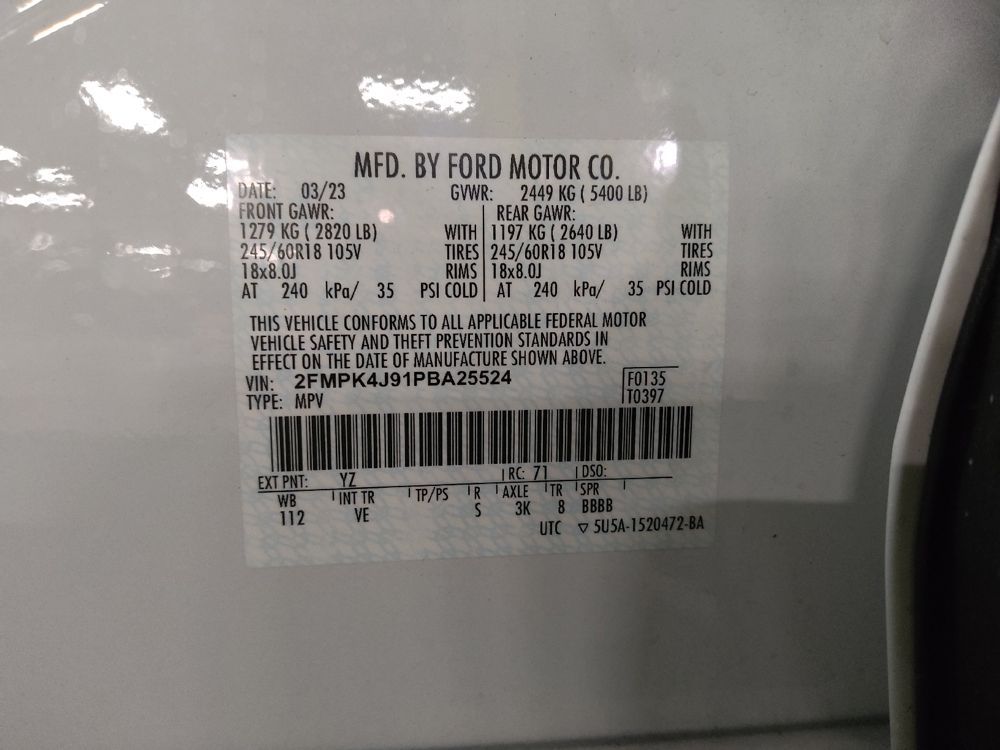 MFD. BY FORD MOTOR CO.
DATE: 03/23 GVWR: 2449 KG ( 5400 LB)
FRONT GAWR: REAR GAWR:
1279 KG ( 2820 LB) WITH 1197 KG ( 2640 LB) WITH
245/60R18 105V TIRES 245/60R18 105V TIRES
18x8.0J RIMS 18x8.0J RIMS
AT 240 kPa/ 35 PSI COLD AT 240 kPa/ 35 PSI COLD
THIS VEHICLE CONFORMS TO ALL APPLICABLE FEDERAL MOTOR
VEHICLE SAFETY AND THEFT PREVENTION STANDARDS IN
EFFECT ON THE DATE OF MANUFACTURE SHOWN ABOVE.
VIN: 2FMPK4J91PBA25524 F0135
TYPE: MPV T0397
EXT PNT: YZ RC: 71 DSO:
WB INT TR TP/PS R AXLE TR SPR
112 VE S 3K 8 BBBB
UTC ▽ 5U5A-1520472-BA